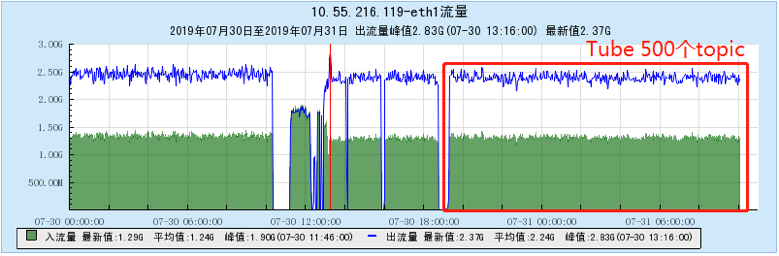 10.55.216.119-eth1流量
2019年07月30日至2019年07月31日 出流量峰值2.83G(07-30 13:16:00) 最新值2.37G
Tube 500个topic
3.00G
2.50G
2.00G
1.50G
1.00G
500.00M
07-30 00:00:00 07-30 06:00:00 07-30 12:00:00 07-30 18:00:00 07-31 00:00:00 07-31 06:00:00
入流量 最新值:1.29G 平均值:1.24G 峰值:1.90G(07-30 11:46:00) 出流量 最新值:2.37G 平均值:2.24G 峰值:2.83G(07-30 13:16:00)